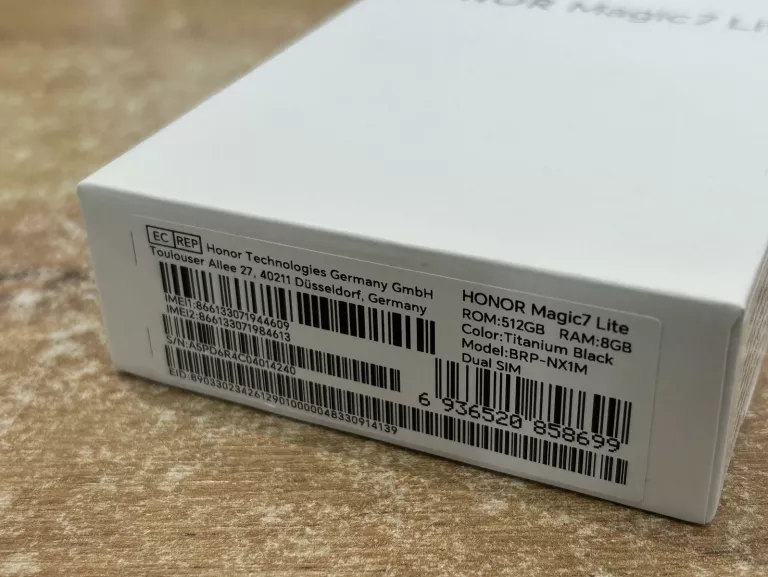 HONOR Magic7 Lit
EC REP Honor Technologies Germany GmbH
Toulouser Allee 27, 40211 Düsseldorf, Germany
IMEI1:866133071944609
IMEI2:866133071984613
S/N:ASPD6R4C04014240
EID:89033023426129010000048330914139
HONOR Magic7 Lite
ROM:512GB RAM:8GB
Color:Titanium Black
Model:BRP-NX1M
Dual SIM
6 936520 858699